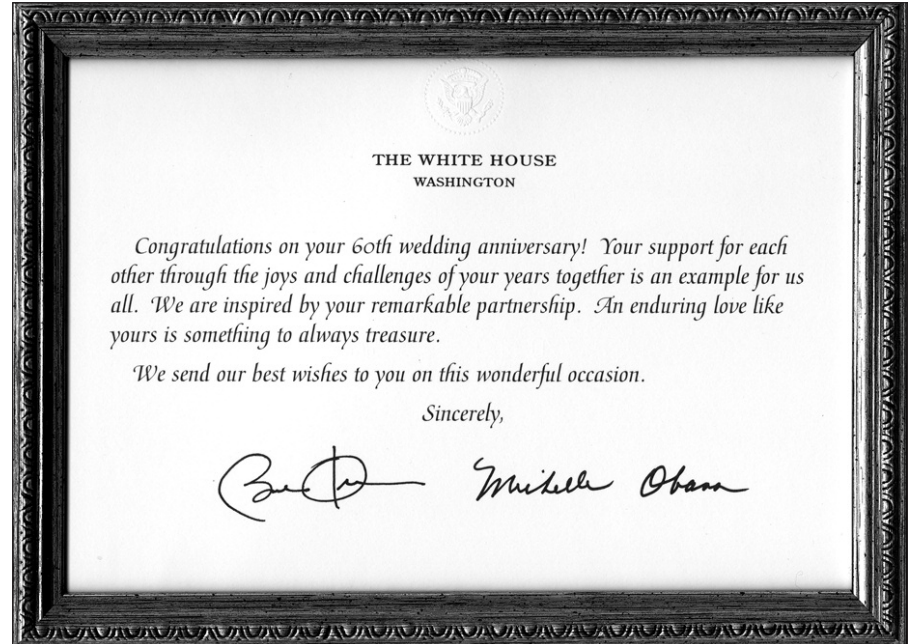 THE WHITE HOUSE
WASHINGTON
Congratulations on your 60th wedding anniversary! Your support for each
other through the joys and challenges of your years together is an example for us
all. We are inspired by your remarkable partnership. An enduring love like
yours is something to always treasure.
We send our best wishes to you on this wonderful occasion.
Sincerely,
Michelle Obama